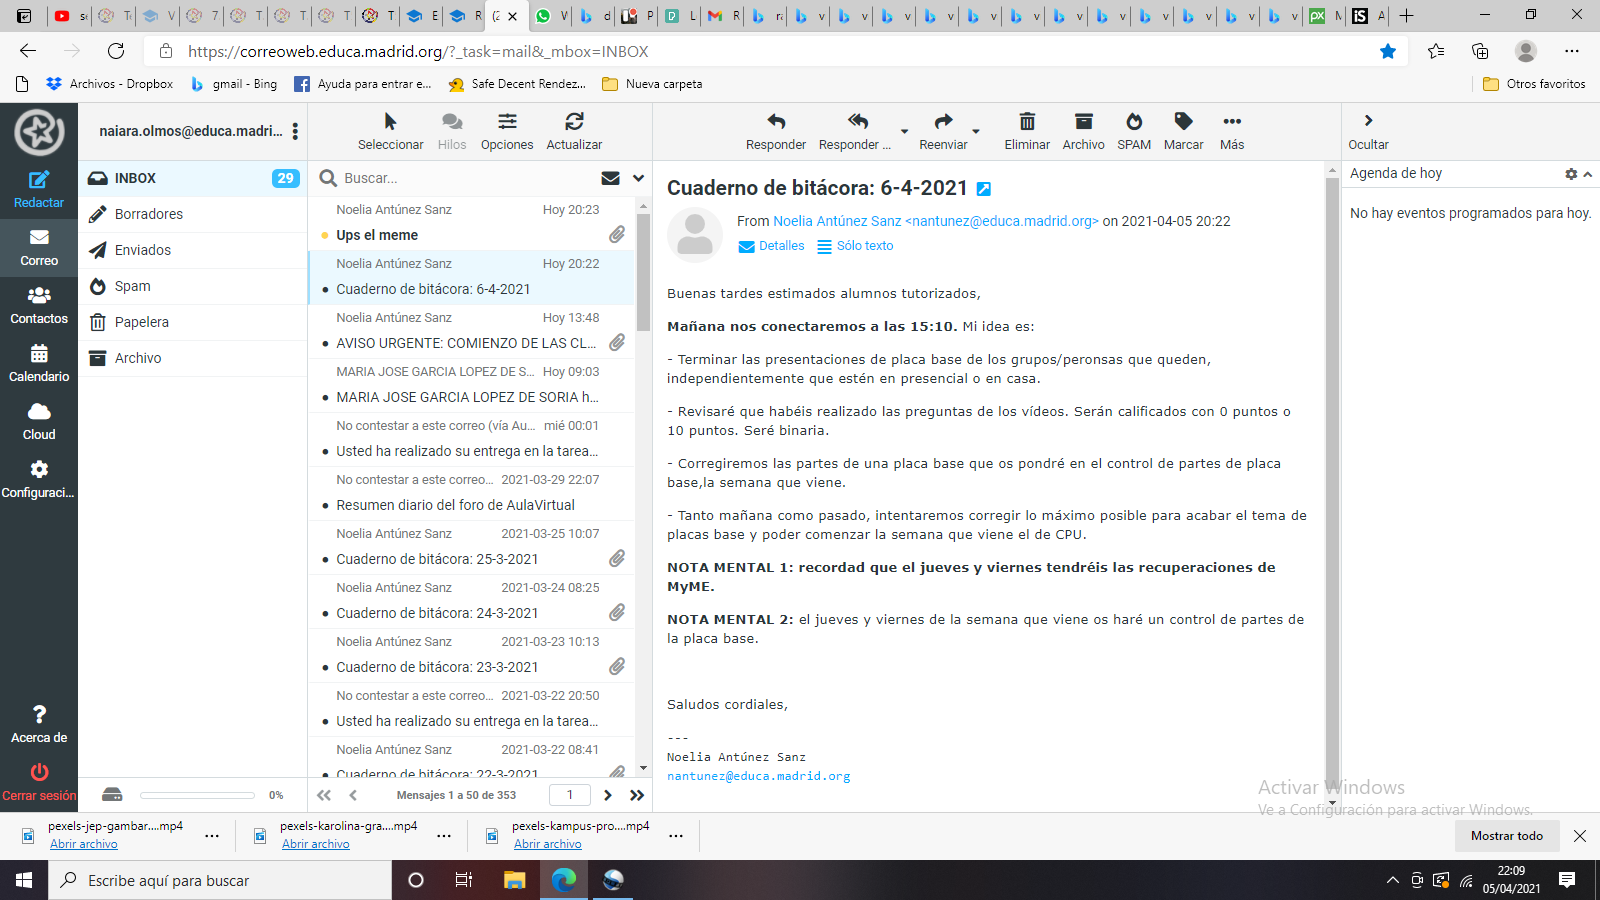 https://correoweb.educa.madrid.org/?_task=mail&_mbox=INBOX
Archivos - Dropbox
gmail - Bing
Ayuda para entrar e...
Safe Decent Rendez...
Nueva carpeta
Otros favoritos
naiara.olmos@educa.madri...
Redactar
Correo
Contactos
Calendario
Cloud
Configuraci...
Acerca de
Cerrar sesión
INBOX 29
Borradores
Enviados
Spam
Papelera
Archivo
0%
Seleccionar Hilos Opciones Actualizar
Buscar...
Noelia Antúnez Sanz Hoy 20:23
Ups el meme
Noelia Antúnez Sanz Hoy 20:22
Cuaderno de bitácora: 6-4-2021
Noelia Antúnez Sanz Hoy 13:48
AVISO URGENTE: COMIENZO DE LAS CL...
MARIA JOSE GARCIA LOPEZ DE S... Hoy 09:03
MARIA JOSE GARCIA LOPEZ DE SORIA h...
No contestar a este correo (vía Au... mié 00:01
Usted ha realizado su entrega en la tarea...
No contestar a este correo... 2021-03-29 22:07
Resumen diario del foro de AulaVirtual
Noelia Antúnez Sanz 2021-03-25 10:07
Cuaderno de bitácora: 25-3-2021
Noelia Antúnez Sanz 2021-03-24 08:25
Cuaderno de bitácora: 24-3-2021
Noelia Antúnez Sanz 2021-03-23 10:13
Cuaderno de bitácora: 23-3-2021
No contestar a este correo... 2021-03-22 20:50
Usted ha realizado su entrega en la tarea...
Noelia Antúnez Sanz 2021-03-22 08:41
Cuaderno de bitácora: 22-3-2021
Mensajes 1 a 50 de 353 1
Responder Responder ... Reenviar Eliminar Archivo SPAM Marcar Más
Cuaderno de bitácora: 6-4-2021
From Noelia Antúnez Sanz <nantunez@educa.madrid.org> on 2021-04-05 20:22
Detalles Sólo texto
Buenas tardes estimados alumnos tutorizados,
Mañana nos conectaremos a las 15:10. Mi idea es:
- Terminar las presentaciones de placa base de los grupos/peronsas que queden,
independientemente que estén en presencial o en casa.
- Revisaré que habéis realizado las preguntas de los vídeos. Serán calificados con 0 puntos o
10 puntos. Seré binaria.
- Corregiremos las partes de una placa base que os pondré en el control de partes de placa
base,la semana que viene.
- Tanto mañana como pasado, intentaremos corregir lo máximo posible para acabar el tema de
placas base y poder comenzar la semana que viene el de CPU.
NOTA MENTAL 1: recordad que el jueves y viernes tendréis las recuperaciones de
MyME.
NOTA MENTAL 2: el jueves y viernes de la semana que viene os haré un control de partes de
la placa base.
Saludos cordiales,
---
Noelia Antúnez Sanz
nantunez@educa.madrid.org
Ocultar
Agenda de hoy
No hay eventos programados para hoy.
Activar Windows
Ve a Configuración para activar Windows.
pexels-jep-gambar....mp4
Abrir archivo
pexels-karolina-gra....mp4
Abrir archivo
pexels-kampus-pro....mp4
Abrir archivo
Mostrar todo
Escribe aquí para buscar
22:09
05/04/2021